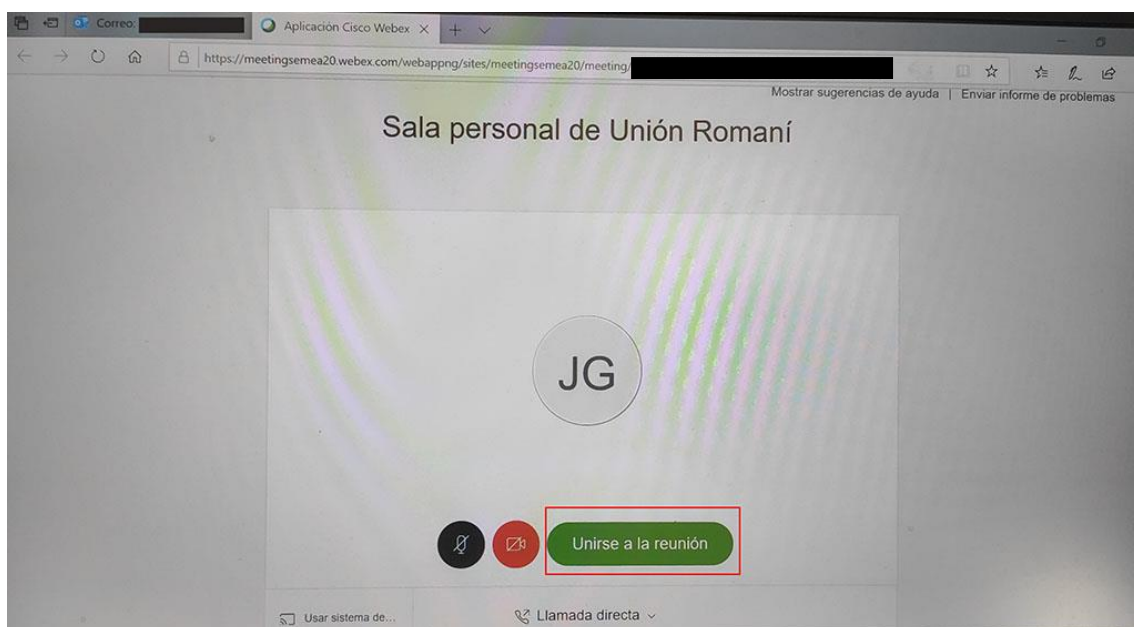 Correo:
Aplicación Cisco Webex
https://meetingsemea20.webex.com/webappng/sites/meetingsemea20/meeting/
Mostrar sugerencias de ayuda | Enviar informe de problemas
Sala personal de Unión Romaní
JG
Unirse a la reunión
Usar sistema de...
Llamada directa